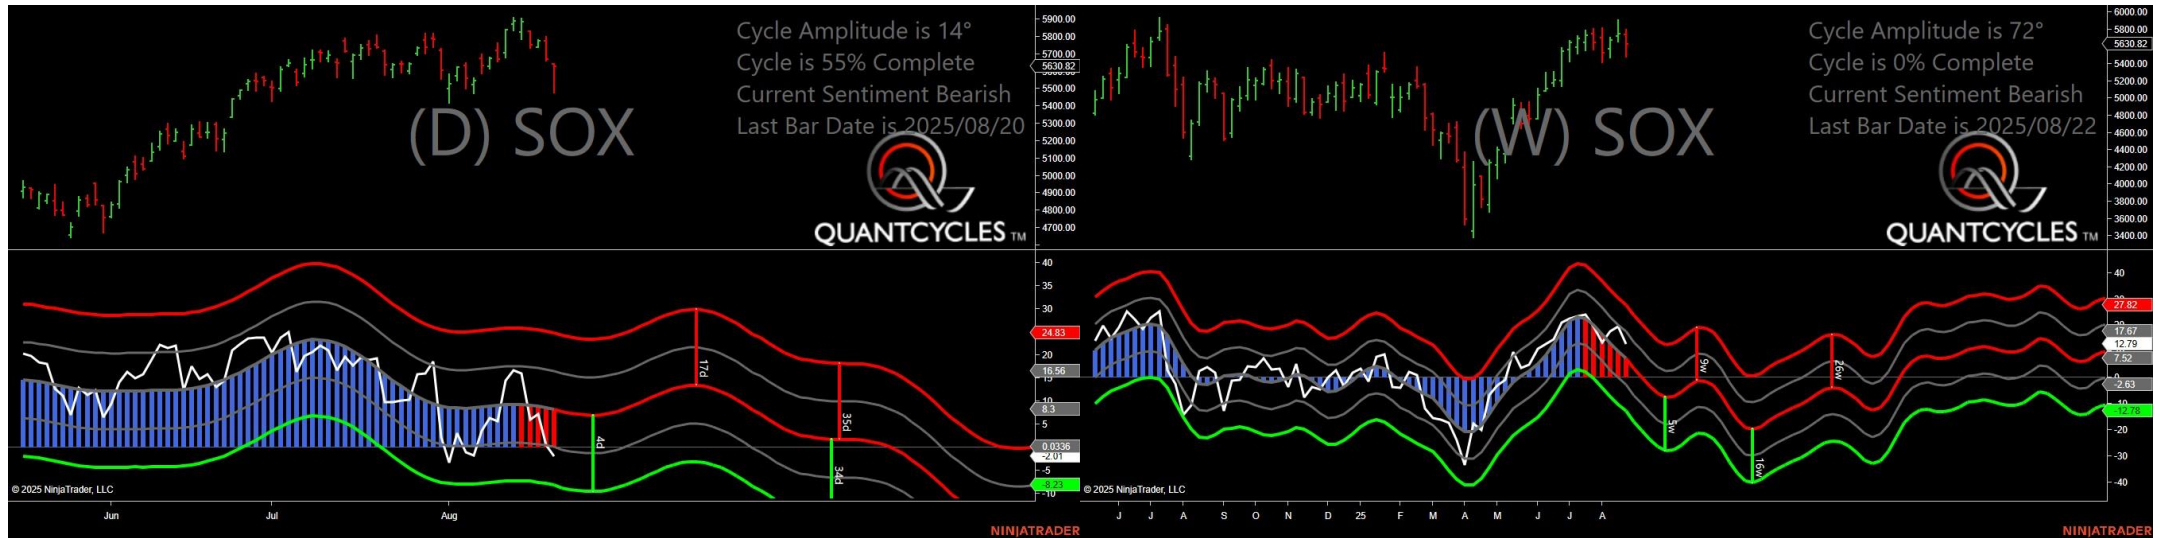 Cycle Amplitude is 14°
Cycle is 55% Complete
Current Sentiment Bearish
Last Bar Date is 2025/08/20
(D) SOX
QUANTCYCLES TM
5900.00
5800.00
5700.00
5630.82
5500.00
5400.00
5300.00
5200.00
5100.00
5000.00
4900.00
4800.00
4700.00
40
35
30
24.83
20
16.56
10
8.3
5
0.0336
-2.01
-5
-8.23
-10
17d
35d
4d
34d
© 2025 NinjaTrader, LLC
Jun
Jul
Aug
NINJATRADER
Cycle Amplitude is 72°
Cycle is 0% Complete
Current Sentiment Bearish
Last Bar Date is 2025/08/22
(W) SOX
QUANTCYCLES TM
6000.00
5800.00
5630.82
5400.00
5200.00
5000.00
4800.00
4600.00
4400.00
4200.00
4000.00
3800.00
3600.00
3400.00
40
27.82
17.67
12.79
7.52
-2.63
-12.78
-20
-30
-40
9w
26w
5w
16w
© 2025 NinjaTrader, LLC
J J A S O N D 25 F M A M J J A
NINJATRADER